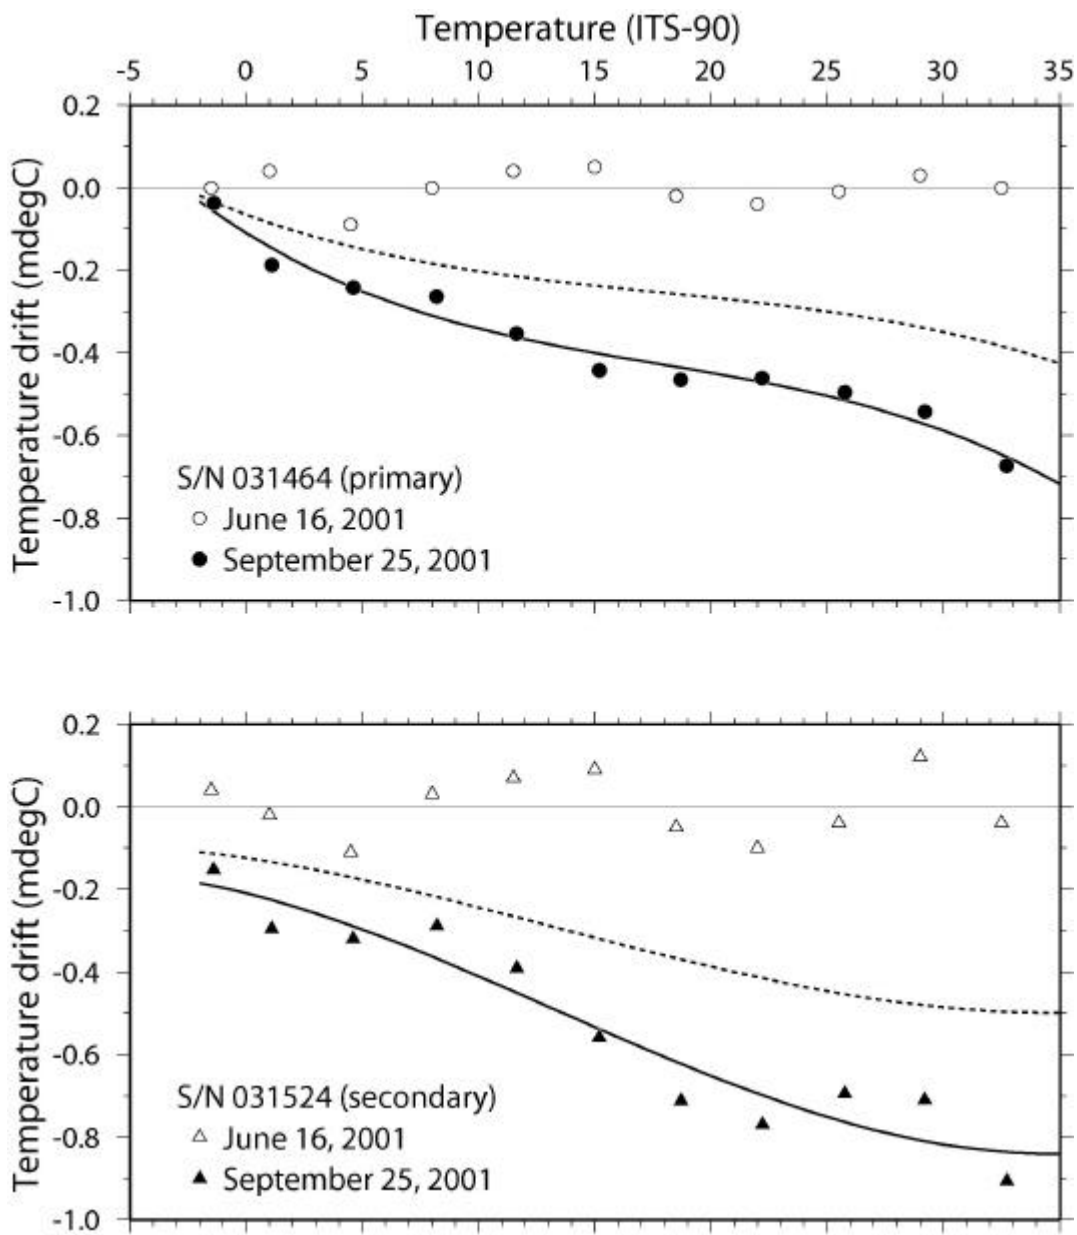 Temperature (ITS-90)
-5 0 5 10 15 20 25 30 35
Temperature drift (mdegC)
0.2
0.0
-0.2
-0.4
-0.6
-0.8
-1.0
S/N 031464 (primary)
June 16, 2001
September 25, 2001
Temperature drift (mdegC)
0.2
0.0
-0.2
-0.4
-0.6
-0.8
-1.0
S/N 031524 (secondary)
June 16, 2001
September 25, 2001